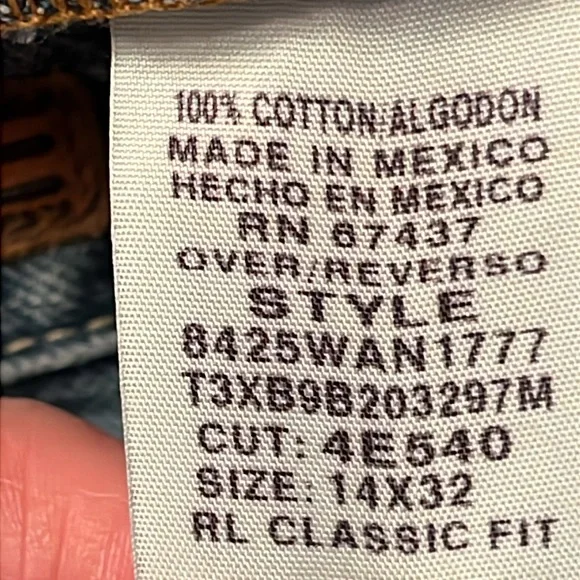 100% COTTON:ALGODON
MADE IN MEXICO
HECHO EN MEXICO
RN 67437
OVER/REVERSO
STYLE
8425WAN1777
T3XB9B203297M
CUT: 4E540
SIZE: 14X32
RL CLASSIC FIT